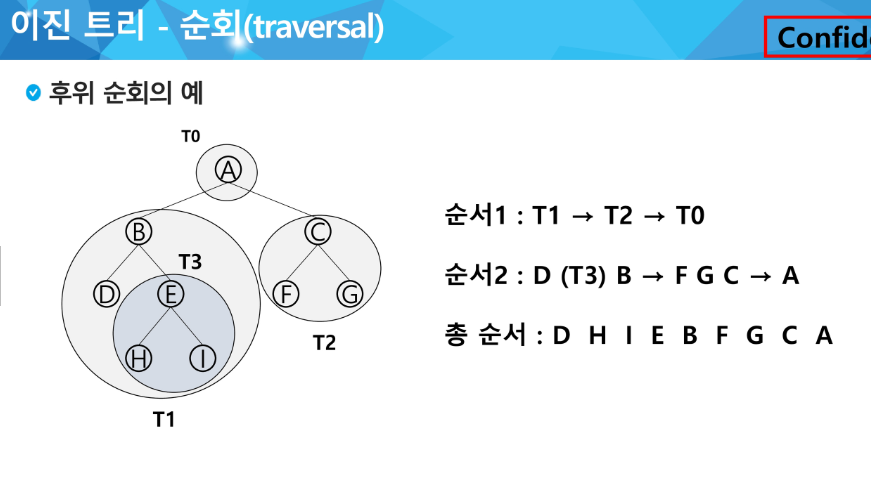 이진 트리 - 순회(traversal)
Confid
후위 순회의 예
T0
A
B
C
T3
D
E
F
G
H
I
T2
T1
순서1 : T1 → T2 → T0
순서2 : D (T3) B → F G C → A
총 순서 : D H I E B F G C A